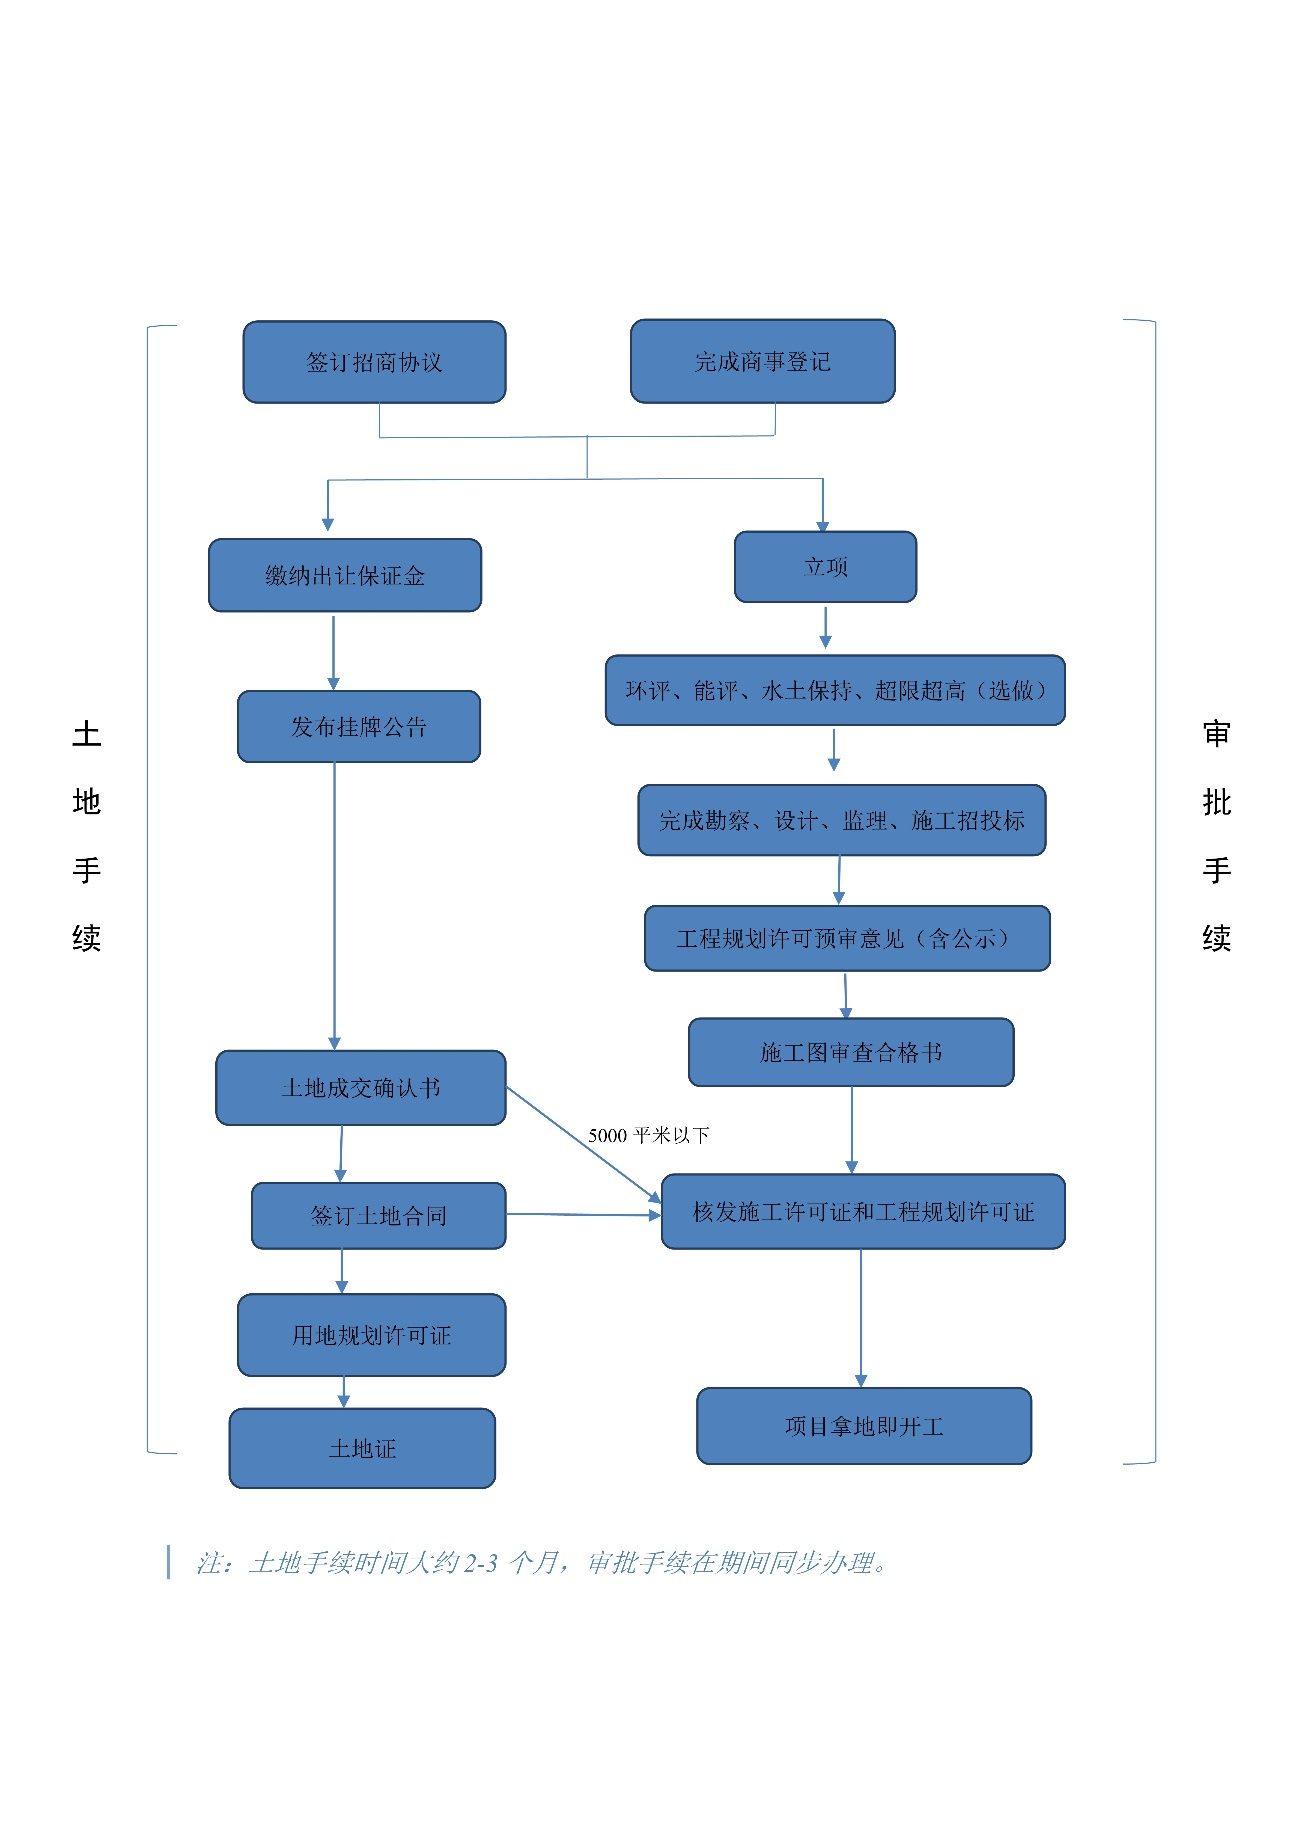 签订招商协议
完成商事登记
缴纳出让保证金
立项
发布挂牌公告
环评、能评、水土保持、超限超高（选做）
完成勘察、设计、监理、施工招投标
工程规划许可预审意见（含公示）
施工图审查合格书
土地成交确认书
5000 平米以下
签订土地合同
核发施工许可证和工程规划许可证
用地规划许可证
项目拿地即开工
土地证
土
地
手
续
审
批
手
续
注：土地手续时间大约 2-3 个月，审批手续在期间同步办理。